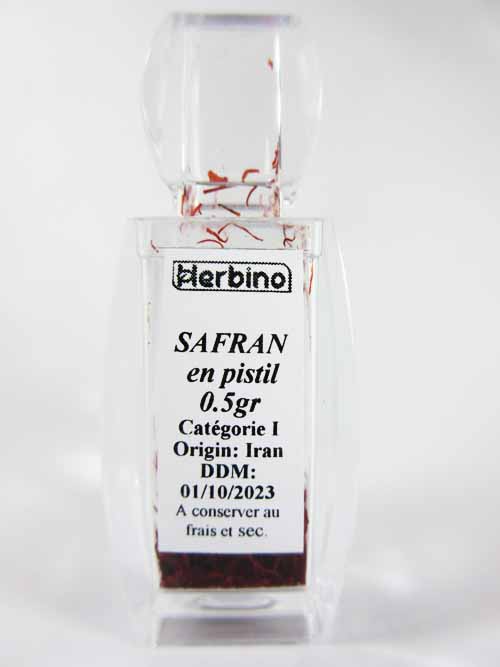 Herbino
SAFRAN
en pistil
0.5gr
Catégorie I
Origin: Iran
DDM:
01/10/2023
A conserver au
frais et sec.